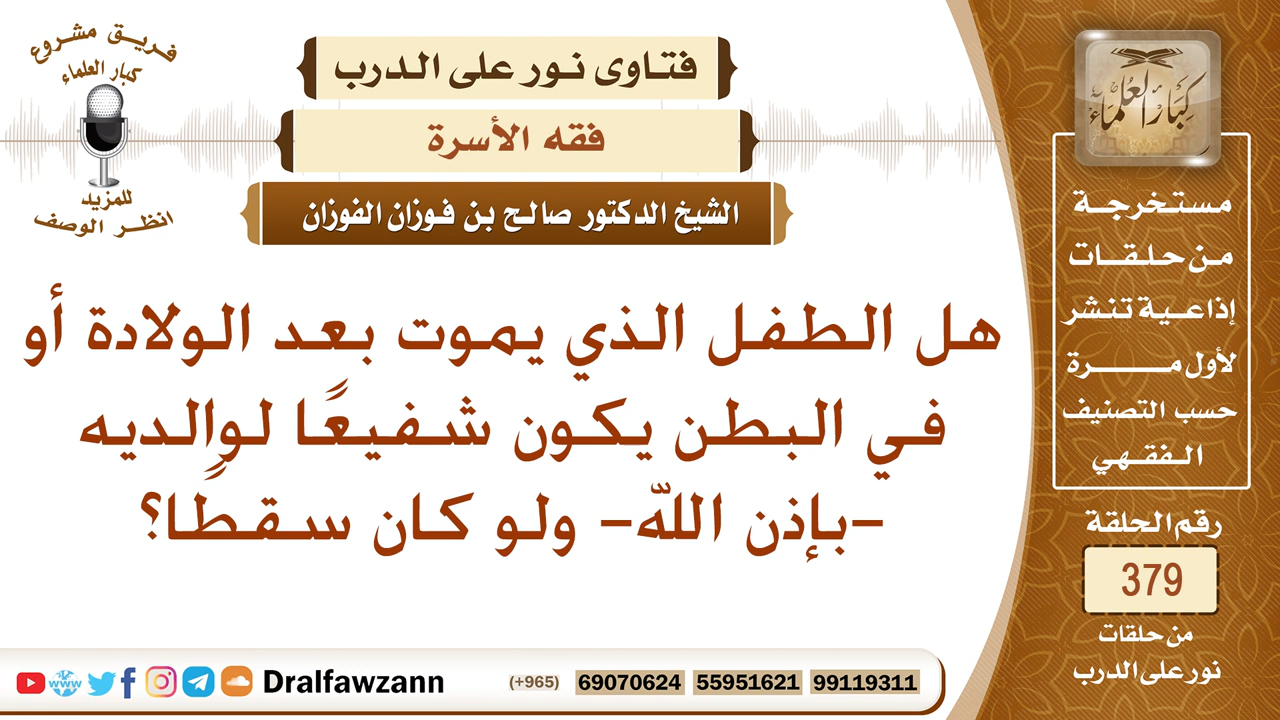 فريق مشروع
كبار العلماء
للمزيد
انظر الوصف
فتاوى نور على الدرب
فقه الأسرة
الشيخ الدكتور صالح بن فوزان الفوزان
هل الطفل الذي يموت بعد الولادة أو
في البطن يكون شفيعًا لوالديه
-بإذن الله- ولو كان سقطًا؟
كبار العلماء
مستخرجة
من حلقات
إذاعية تنشر
لأول مرة
حسب التصنيف
الفقهي
رقم الحلقة
379
من حلقات
نور على الدرب
www
Dralfawzann
(+965) 69070624 55951621 99119311